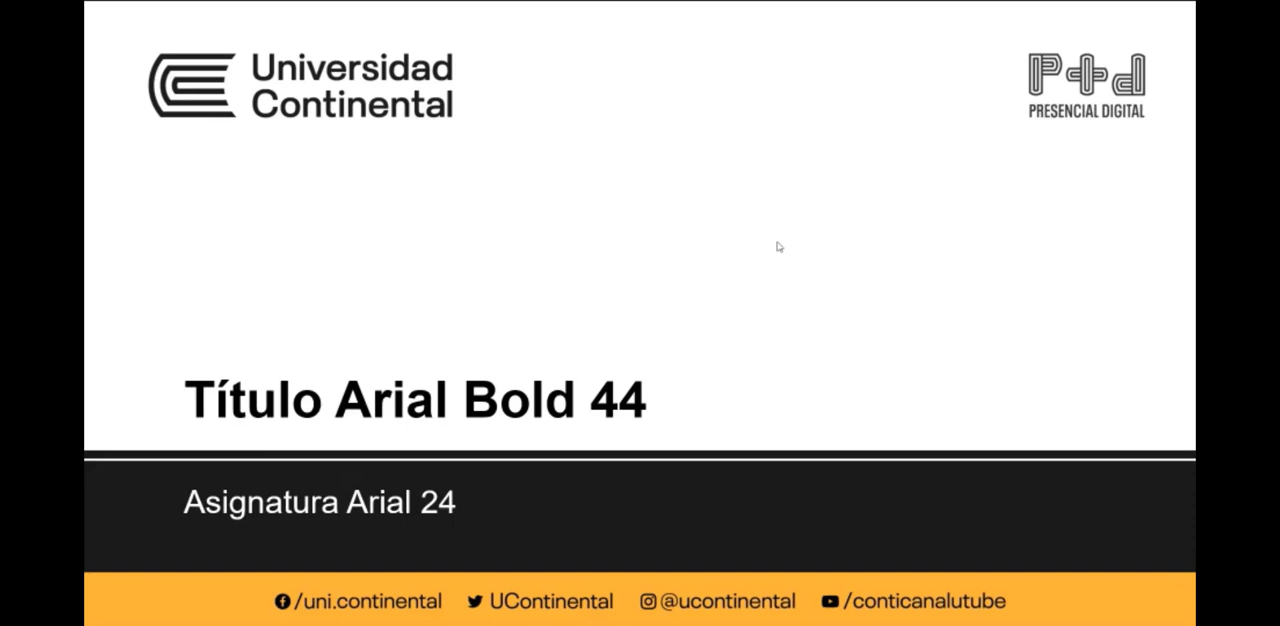 Universidad
Continental
P+d
PRESENCIAL DIGITAL
Título Arial Bold 44
Asignatura Arial 24
/uni.continental UContinental @ucontinental /conticanalutube